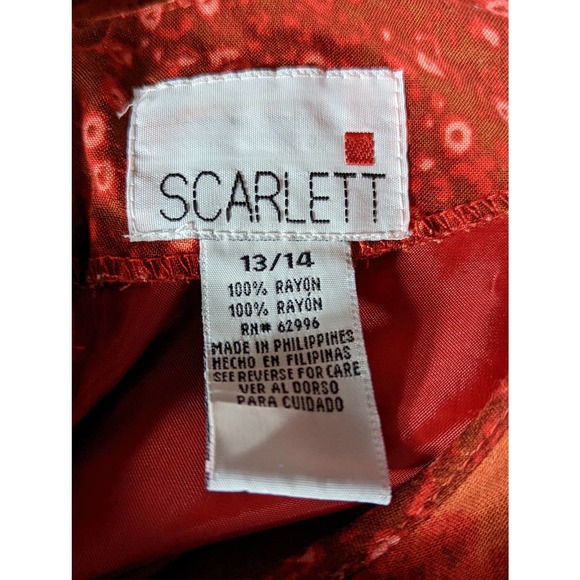 SCARLETT
13/14
100% RAYON
100% RAYON
RN# 62996
MADE IN PHILIPPINES
HECHO EN FILIPINAS
SEE REVERSE FOR CARE
VER AL DORSO
PARA CUIDADO